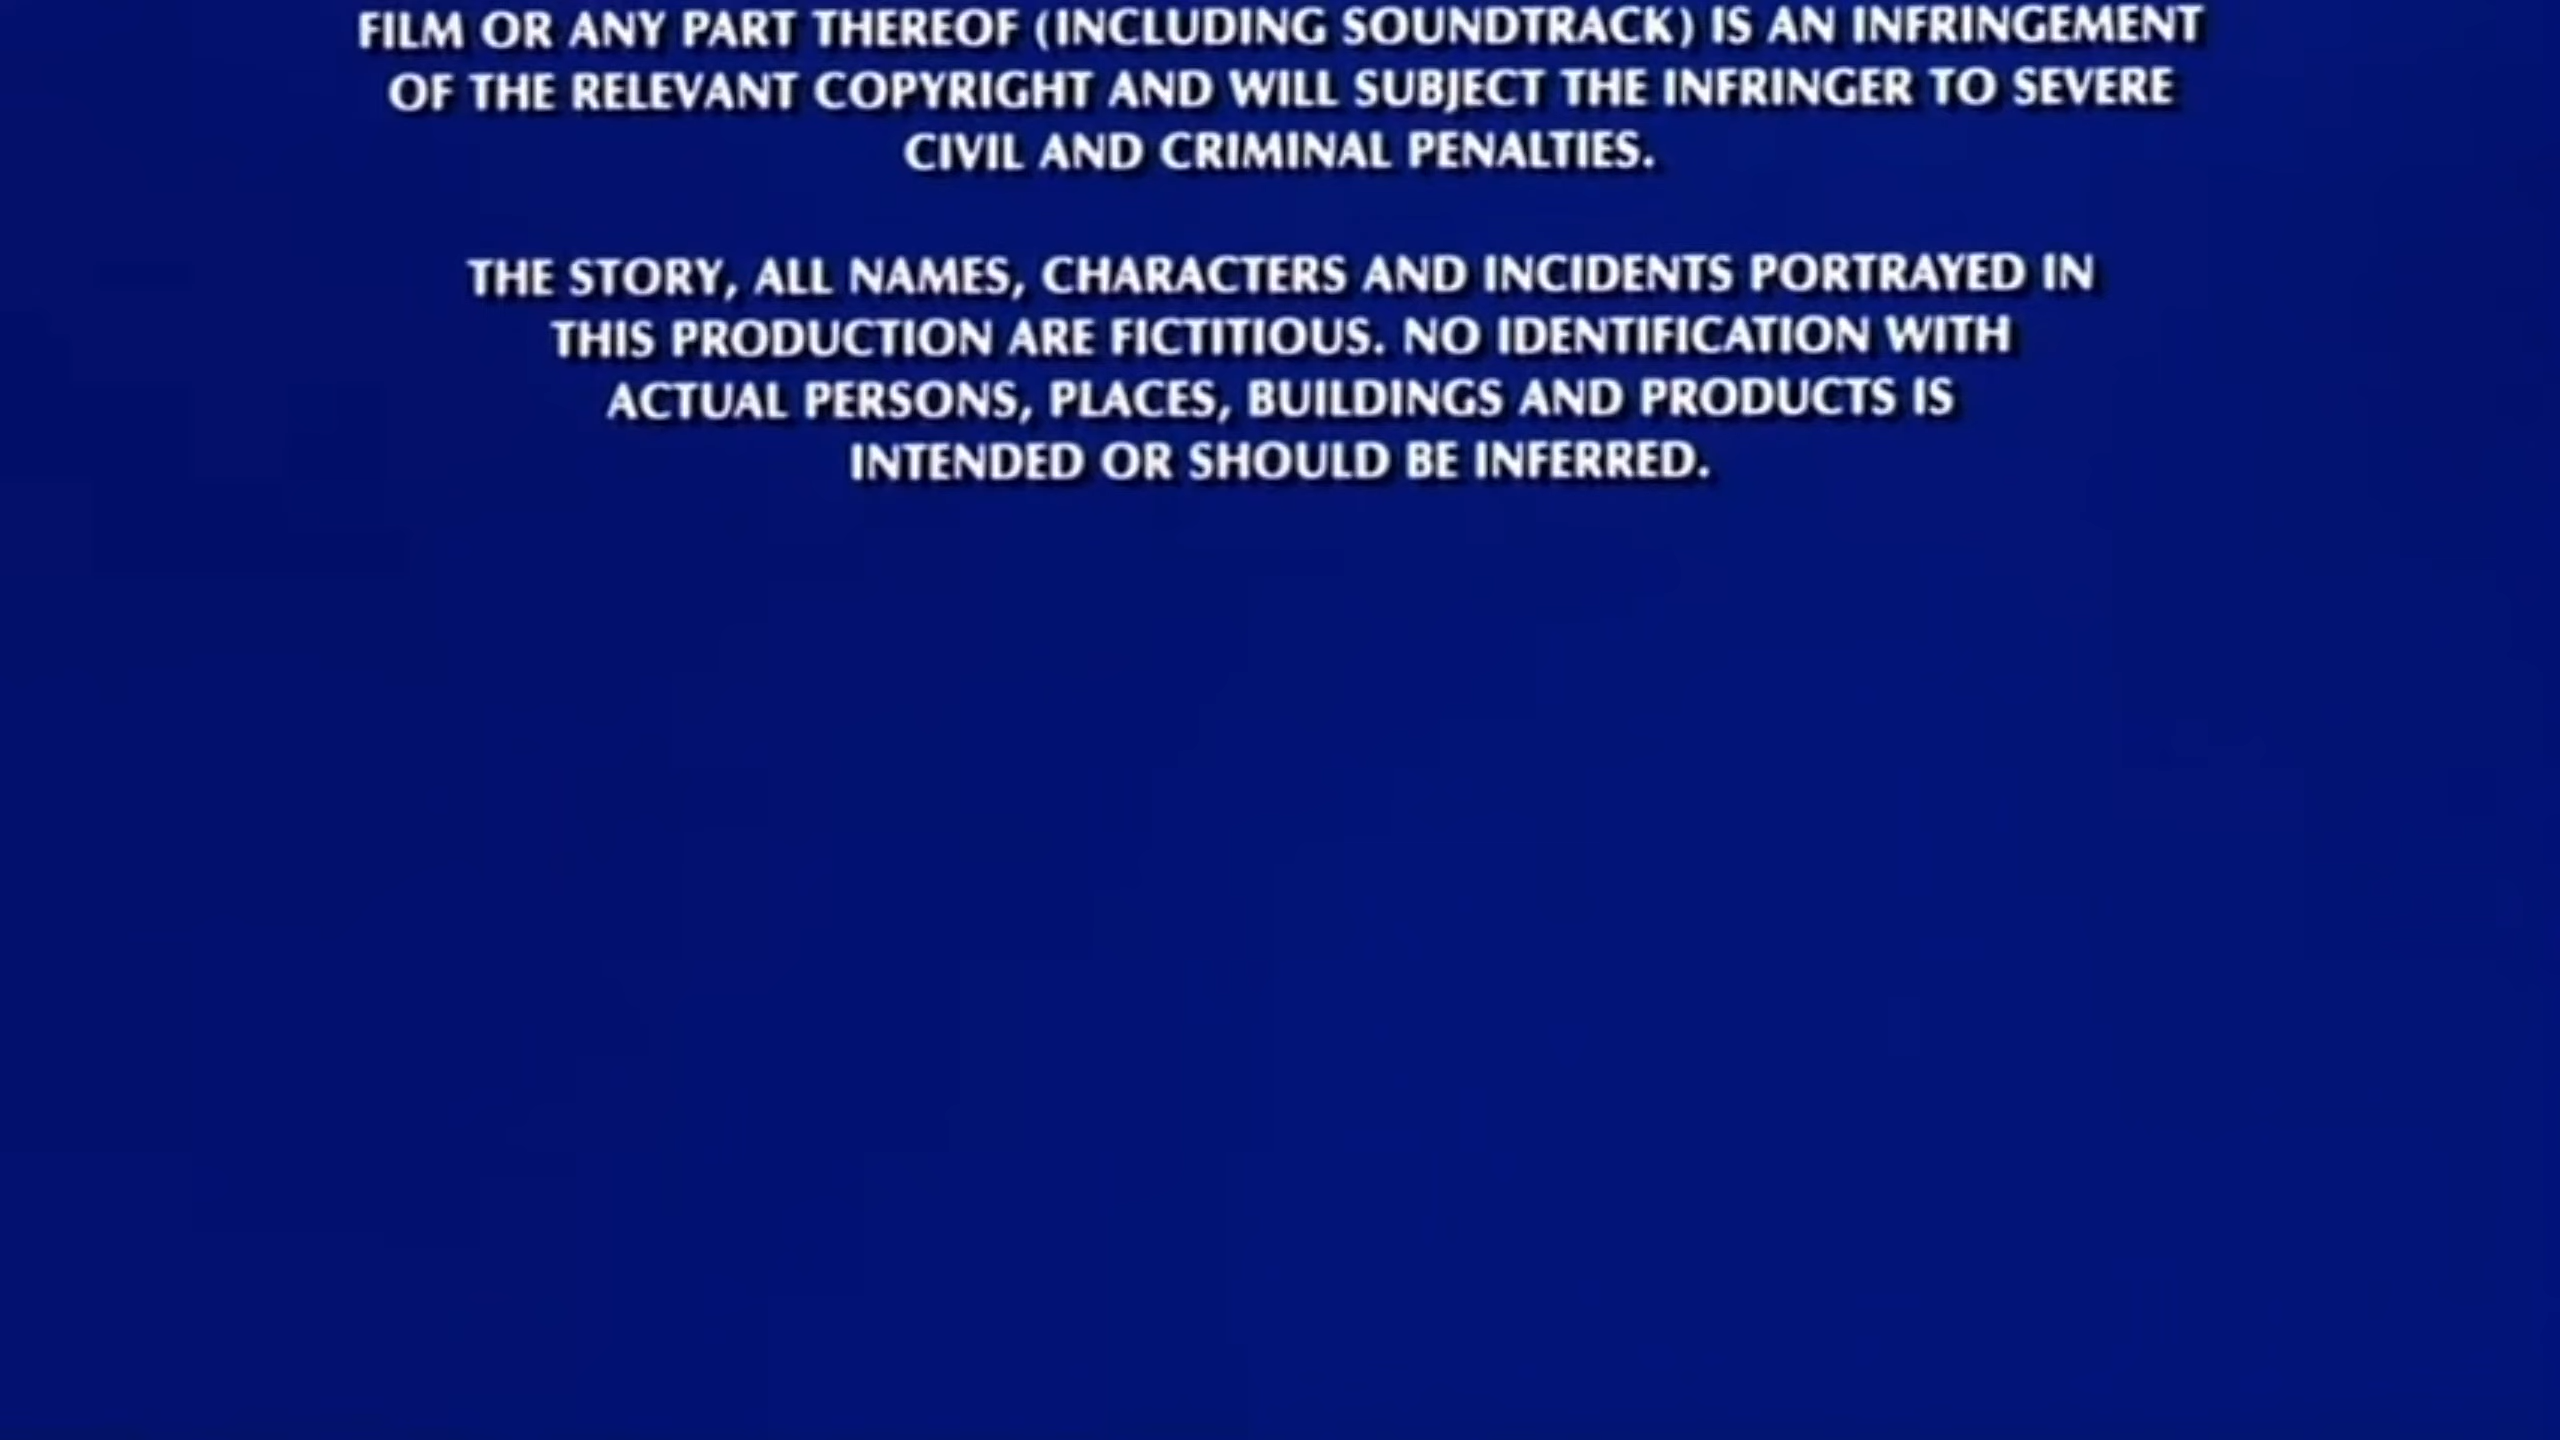 FILM OR ANY PART THEREOF (INCLUDING SOUNDTRACK) IS AN INFRINGEMENT
OF THE RELEVANT COPYRIGHT AND WILL SUBJECT THE INFRINGER TO SEVERE
CIVIL AND CRIMINAL PENALTIES.
THE STORY, ALL NAMES, CHARACTERS AND INCIDENTS PORTRAYED IN
THIS PRODUCTION ARE FICTITIOUS. NO IDENTIFICATION WITH
ACTUAL PERSONS, PLACES, BUILDINGS AND PRODUCTS IS
INTENDED OR SHOULD BE INFERRED.